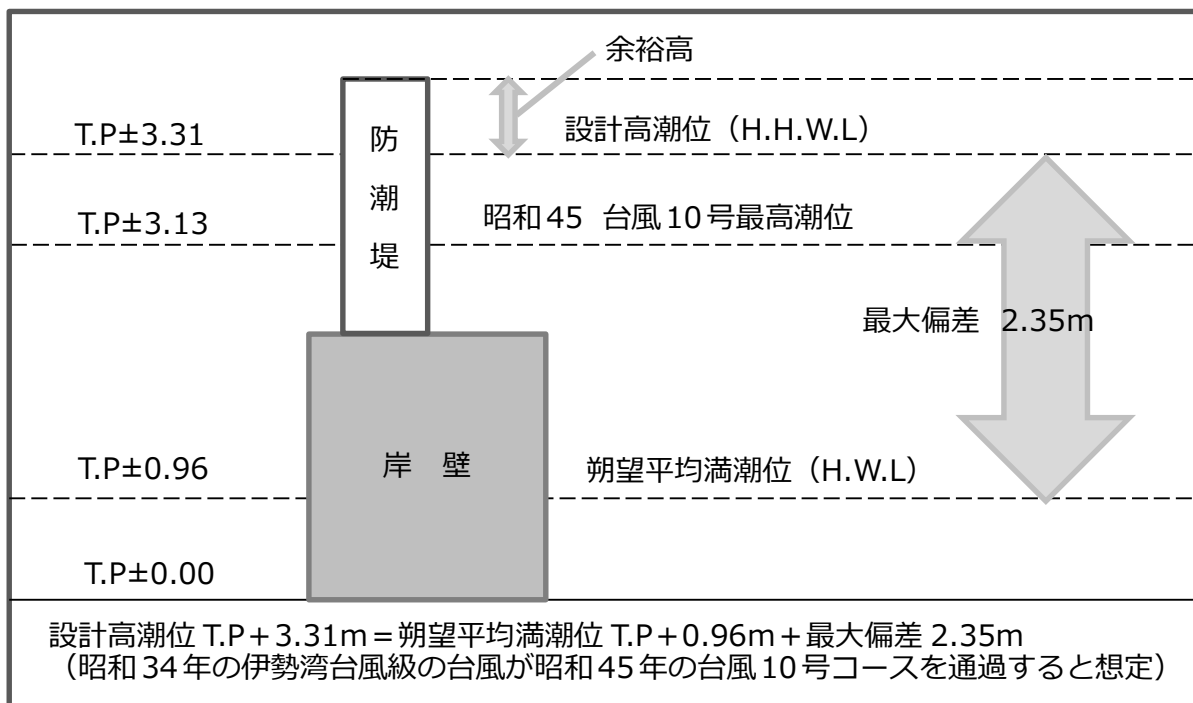 余裕高
T.P±3.31
設計高潮位（H.H.W.L）
防潮堤
T.P±3.13
昭和45 台風10号最高潮位
最大偏差 2.35m
T.P±0.96
岸 壁
朔望平均満潮位（H.W.L）
T.P±0.00
設計高潮位 T.P＋3.31m＝朔望平均満潮位 T.P＋0.96m＋最大偏差 2.35m
（昭和34年の伊勢湾台風級の台風が昭和45年の台風10号コースを通過すると想定）